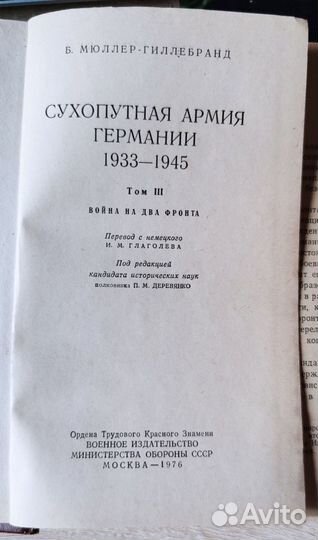 Б. МЮЛЛЕР-ГИЛЛЕБРАНД
СУХОПУТНАЯ АРМИЯ
ГЕРМАНИИ
1933—1945
Том III
ВОЙНА НА ДВА ФРОНТА
Перевод с немецкого
И. М. ГЛАГОЛЕВА
Под редакцией
кандидата исторических наук
полковника П. М. ДЕРЕВЯНКО
Ордена Трудового Красного Знамени
ВОЕННОЕ ИЗДАТЕЛЬСТВО
МИНИСТЕРСТВА ОБОРОНЫ СССР
МОСКВА—1976
Avito